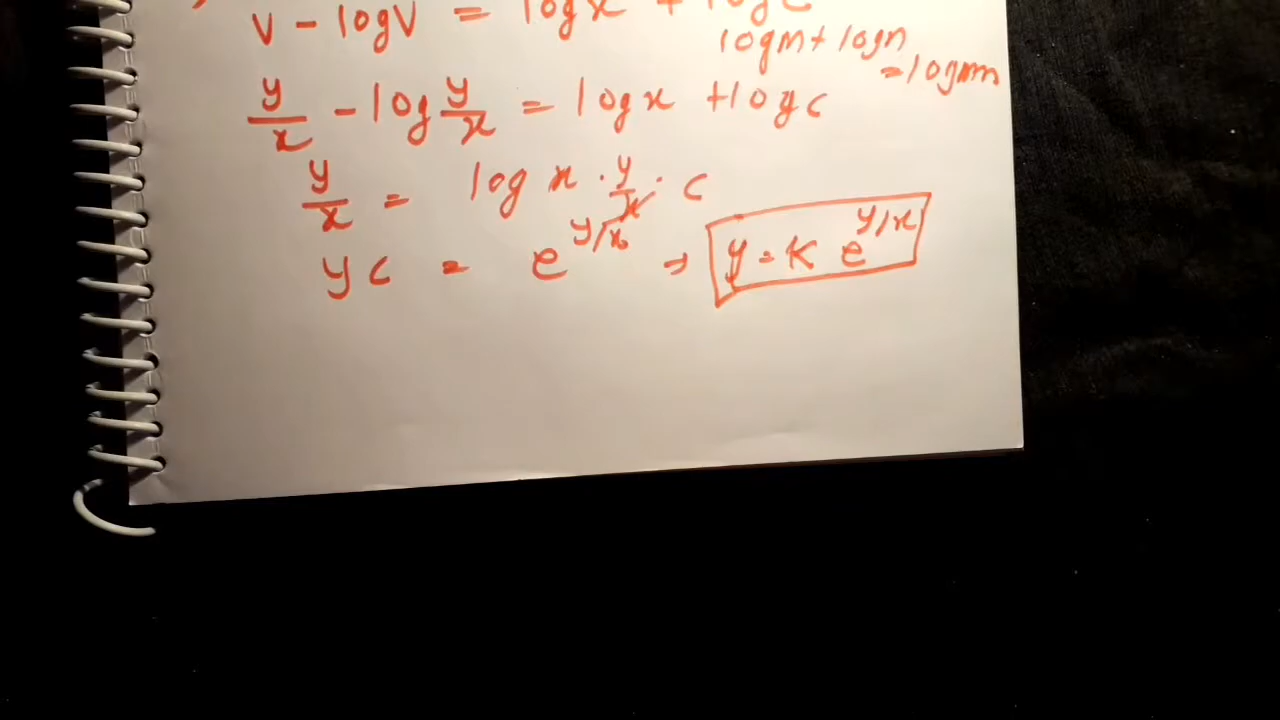 v - log v = log x + log c
log m + log n
= log mn
y/x - log y/x = log x + log c
y/x = log x · y/x · c
yc = e^y/x ⇒ y = k e^y/x